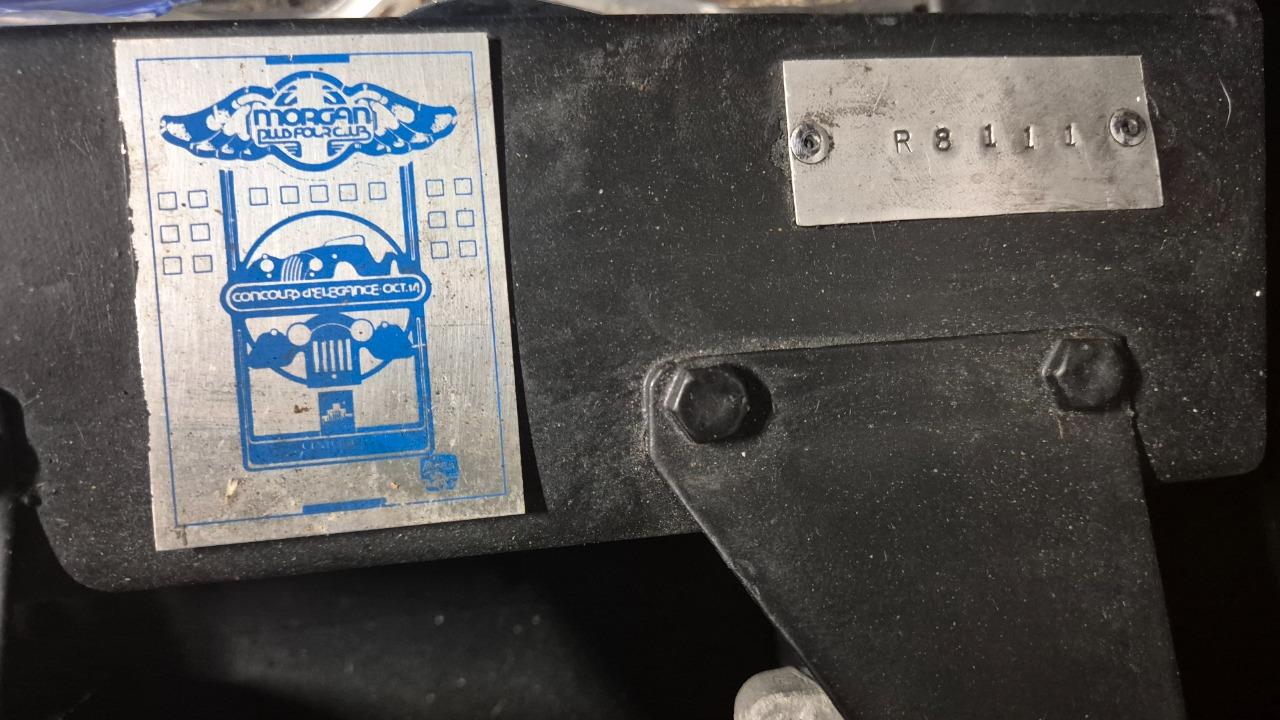 MORGAN
PLUS FOUR CLUB
CONCOURS d'ELEGANCE·OCT.14
R8111